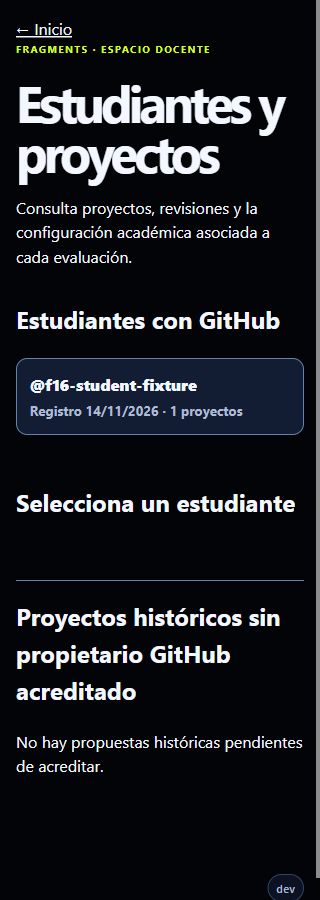 ← Inicio
FRAGMENTS · ESPACIO DOCENTE
Estudiantes y
proyectos
Consulta proyectos, revisiones y la
configuración académica asociada a
cada evaluación.
Estudiantes con GitHub
@f16-student-fixture
Registro 14/11/2026 · 1 proyectos
Selecciona un estudiante
Proyectos históricos sin
propietario GitHub
acreditado
No hay propuestas históricas pendientes
de acreditar.
dev